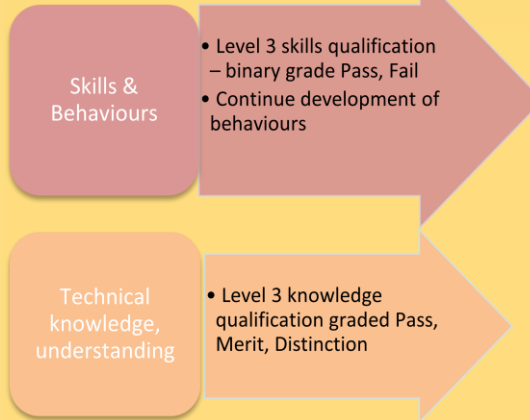 Skills &
Behaviours
• Level 3 skills qualification
– binary grade Pass, Fail
• Continue development of
behaviours
Technical
knowledge,
understanding
• Level 3 knowledge
qualification graded Pass,
Merit, Distinction